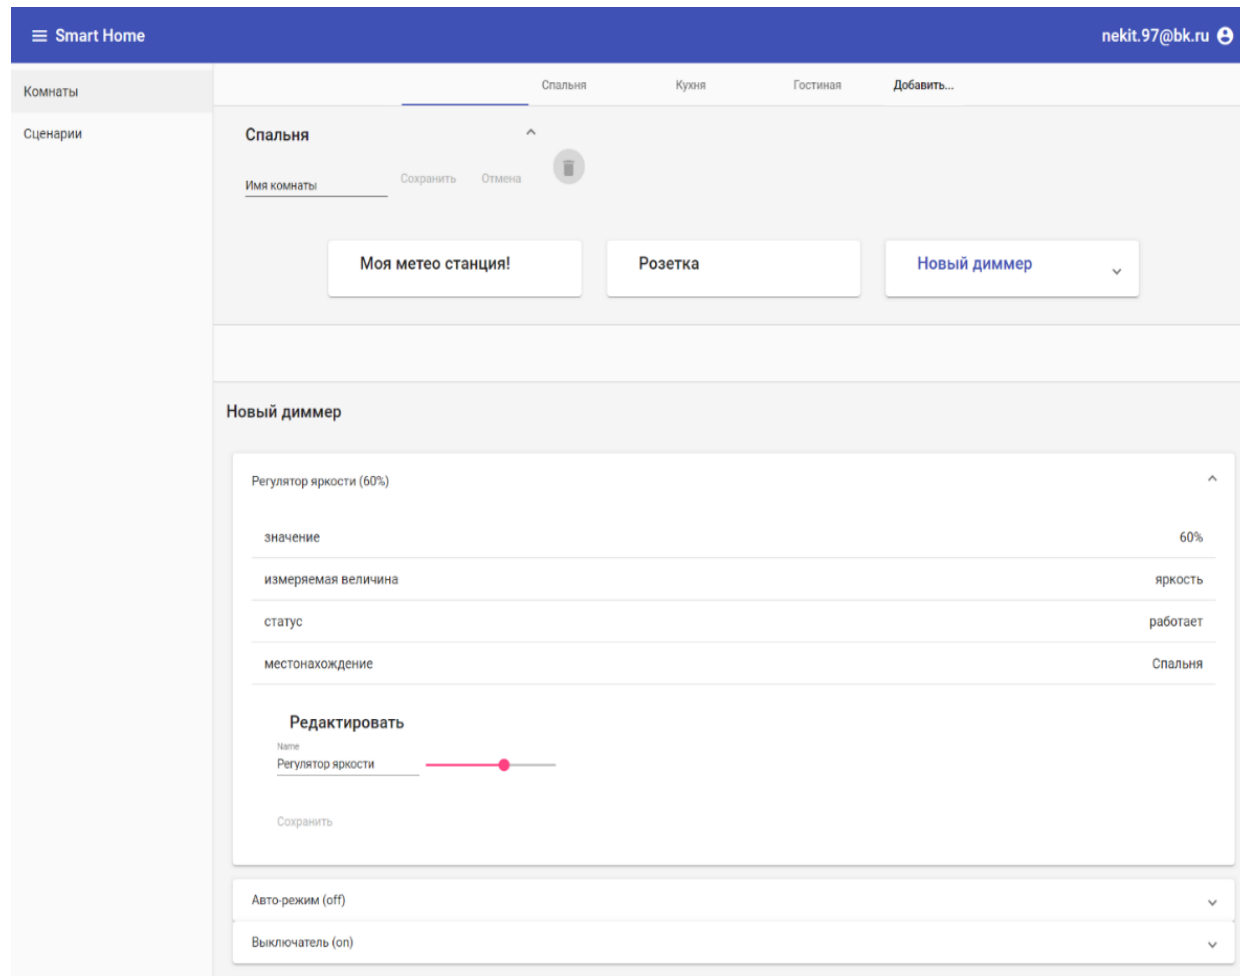 Smart Home
nekit.97@bk.ru
Комнаты
Сценарии
Спальня Кухня Гостиная Добавить...
Спальня
Имя комнаты Сохранить Отмена
Моя метео станция! Розетка Новый диммер
Новый диммер
Регулятор яркости (60%)
значение 60%
измеряемая величина яркость
статус работает
местонахождение Спальня
Редактировать
Name
Регулятор яркости
Сохранить
Авто-режим (off)
Выключатель (on)